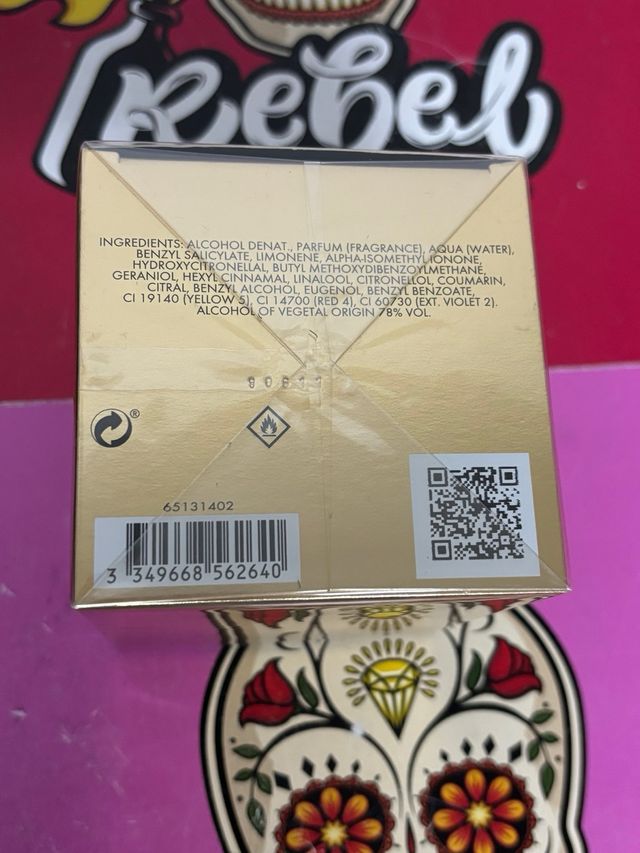 Rebel
INGREDIENTS: ALCOHOL DENAT., PARFUM (FRAGRANCE), AQUA (WATER),
BENZYL SALICYLATE, LIMONENE, ALPHA-ISOMETHYL IONONE,
HYDROXYCITRONELLAL, BUTYL METHOXYDIBENZOYLMETHANE,
GERANIOL, HEXYL CINNAMAL, LINALOOL, CITRONELLOL, COUMARIN,
CITRAL, BENZYL ALCOHOL, EUGENOL, BENZYL BENZOATE,
CI 19140 (YELLOW 5), CI 14700 (RED 4), CI 60730 (EXT. VIOLET 2).
ALCOHOL OF VEGETAL ORIGIN 78% VOL.
®
65131402
3 349668 562640